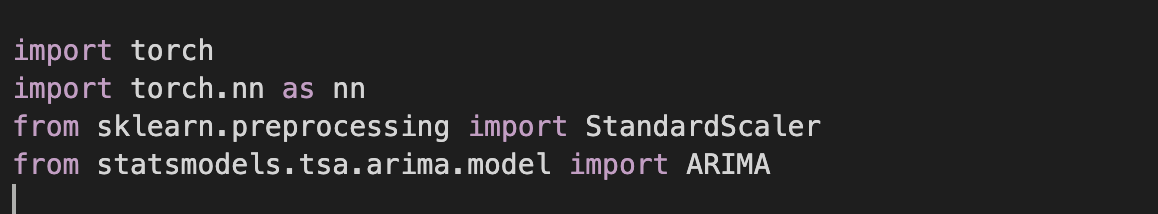 import torch
import torch.nn as nn
from sklearn.preprocessing import StandardScaler
from statsmodels.tsa.arima.model import ARIMA